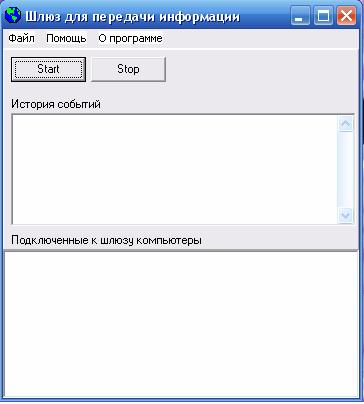 Шлюз для передачи информации
Файл Помощь О программе
Start Stop
История событий
Подключенные к шлюзу компьютеры